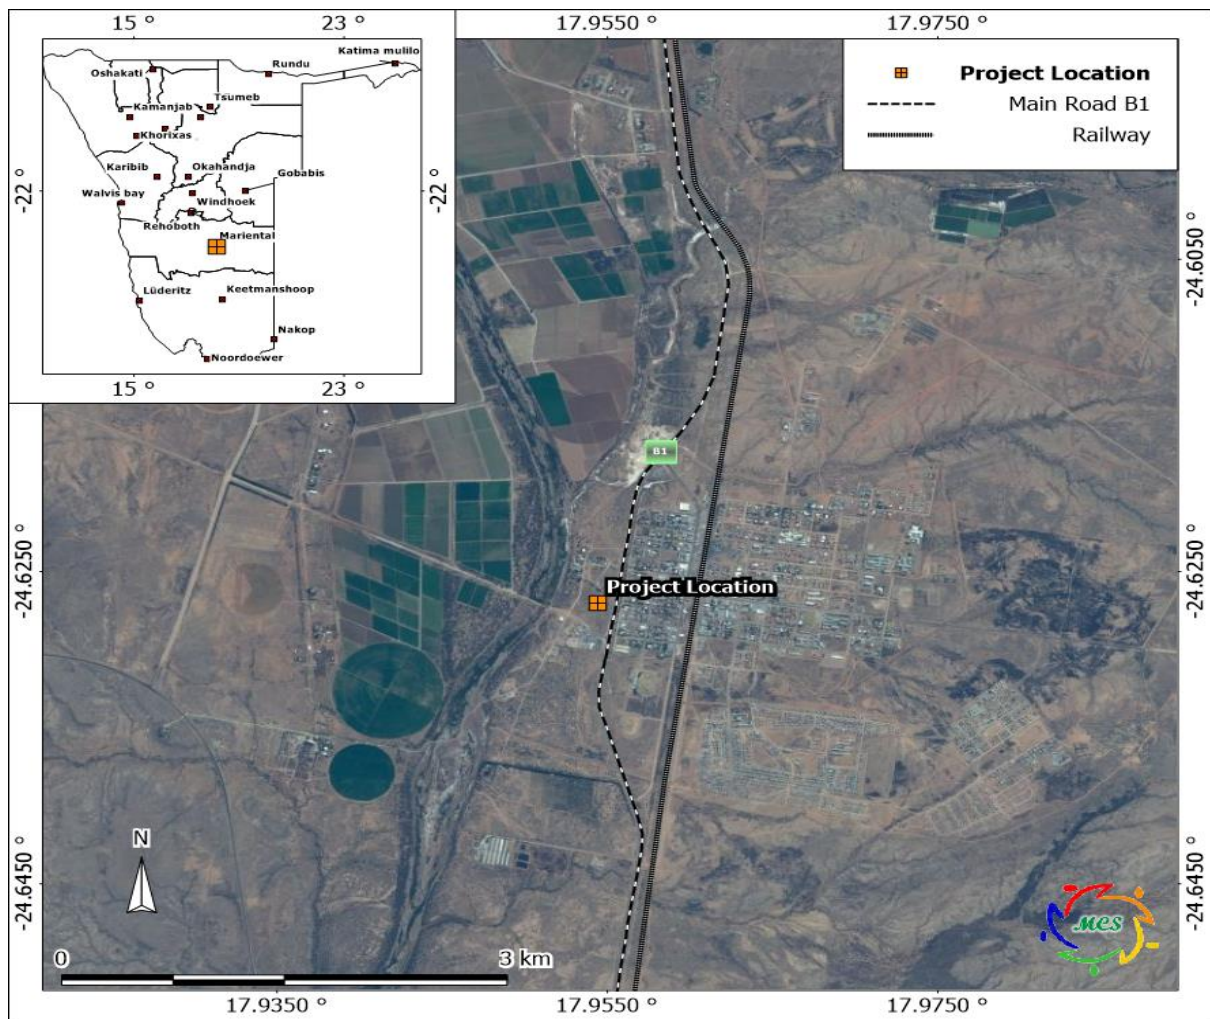 15 °
23 °
17.9550 °
17.9750 °
Katima mulilo
Rundu
Oshakati
Tsumeb
Kamanjab
Khorixas
Karibib
Okahandja
Gobabis
Walvis bay
Windhoek
Rehoboth
Mariental
Lüderitz
Keetmanshoop
Nakop
Noordoewer
-22 °
-22 °
15 °
23 °
Project Location
Main Road B1
Railway
-24.6050 °
B1
-24.6250 °
-24.6250 °
Project Location
-24.6450 °
-24.6450 °
N
MCS
0
3 km
17.9350 °
17.9550 °
17.9750 °